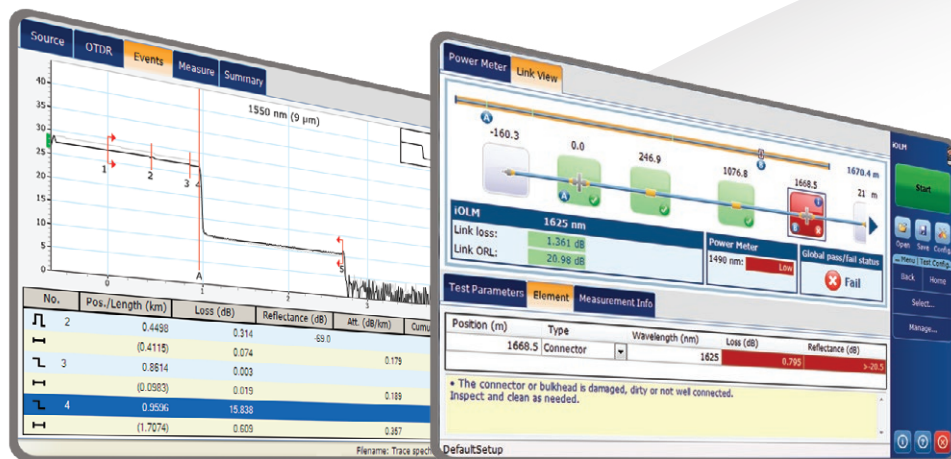 Source OTDR Events Measure Summary
1550 nm (9 µm)
40
35
30
25
20
15
10
5
0
1 2 3 4 5
0 A 1 2 3
No. Pos./Length (km) Loss (dB) Reflectance (dB) Att. (dB/km)
2 0.4498 0.314 -69.0
(0.4115) 0.074 0.179
3 0.8614 0.003
(0.0983) 0.019 0.189
4 0.9596 15.838
(1.7074) 0.609 0.357
Power Meter Link View
A B
-160.3 0.0 246.9 1076.8 1668.5 1670.4 m
21 m
A
iOLM 1625 nm
Link loss: 1.361 dB
Link ORL: 20.98 dB
Power Meter
1490 nm: Low
Global pass/fail status
Fail
Test Parameters Element Measurement Info
Position (m) Type Wavelength (nm) Loss (dB) Reflectance (dB)
1668.5 Connector 1625 0.795 >-20.5
• The connector or bulkhead is damaged, dirty or not well connected.
Inspect and clean as needed.
DefaultSetup
iOLM
Start
Open Save Config
Menu Test Config
Back Home
Select...
Manage...